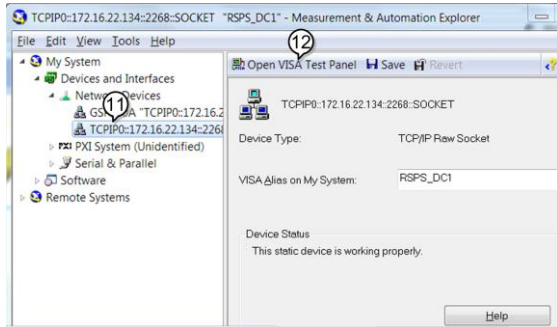 TCPIP0::172.16.22.134::2268::SOCKET "RSPS_DC1" - Measurement & Automation Explorer
File Edit View Tools Help
12
My System
Devices and Interfaces
Network Devices
11
"TCPIP0::172.16.2
TCPIP0::172.16.22.134::226
PXI PXI System (Unidentified)
Serial & Parallel
Software
Remote Systems
Open VISA Test Panel Save Revert
TCPIP0::172.16.22.134::2268::SOCKET
Device Type: TCP/IP Raw Socket
VISA Alias on My System: RSPS_DC1
Device Status
This static device is working properly.
Help